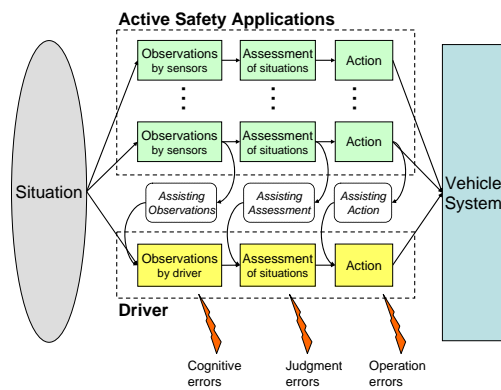 Active Safety Applications
Observations
by sensors
Assessment
of situations
Action
Observations
by sensors
Assessment
of situations
Action
Situation
Assisting
Observations
Assisting
Assessment
Assisting
Action
Vehicle
System
Observations
by driver
Assessment
of situations
Action
Driver
Cognitive
errors
Judgment
errors
Operation
errors